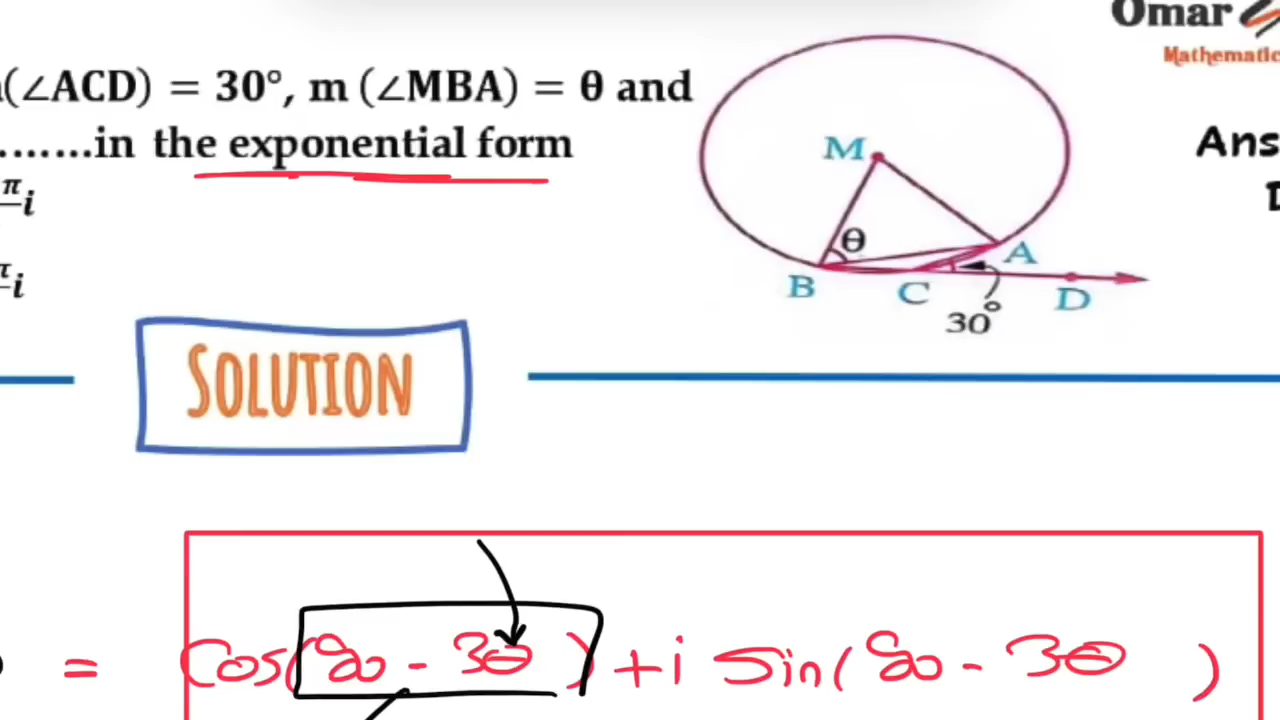 Omar
Mathematic
(∠ACD) = 30°, m (∠MBA) = θ and
........in the exponential form
Ans
π i
i
M
θ
A
B
C
D
30°
SOLUTION
= Cos(90 - 3θ) + i Sin(90 - 3θ)